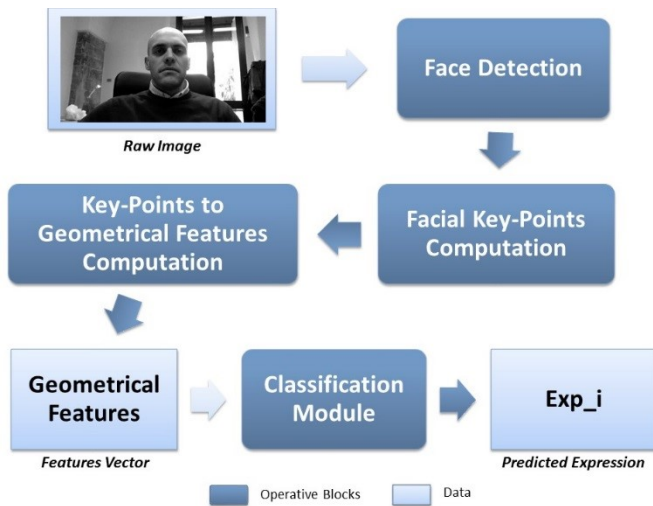 Face Detection
Raw Image
Key-Points to
Geometrical Features
Computation
Facial Key-Points
Computation
Geometrical
Features
Classification
Module
Exp_i
Features Vector
Predicted Expression
Operative Blocks
Data